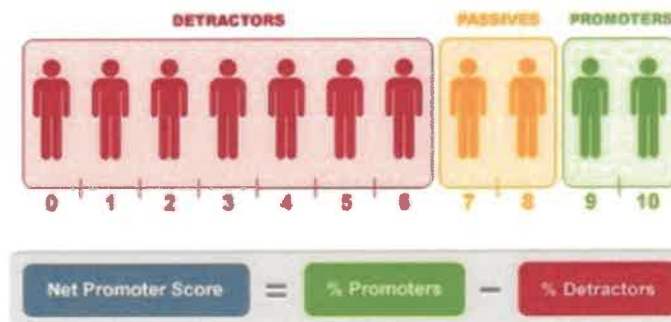 DETRACTORS PASSIVES PROMOTERS
0 1 2 3 4 5 6 7 8 9 10
Net Promoter Score = % Promoters − % Detractors